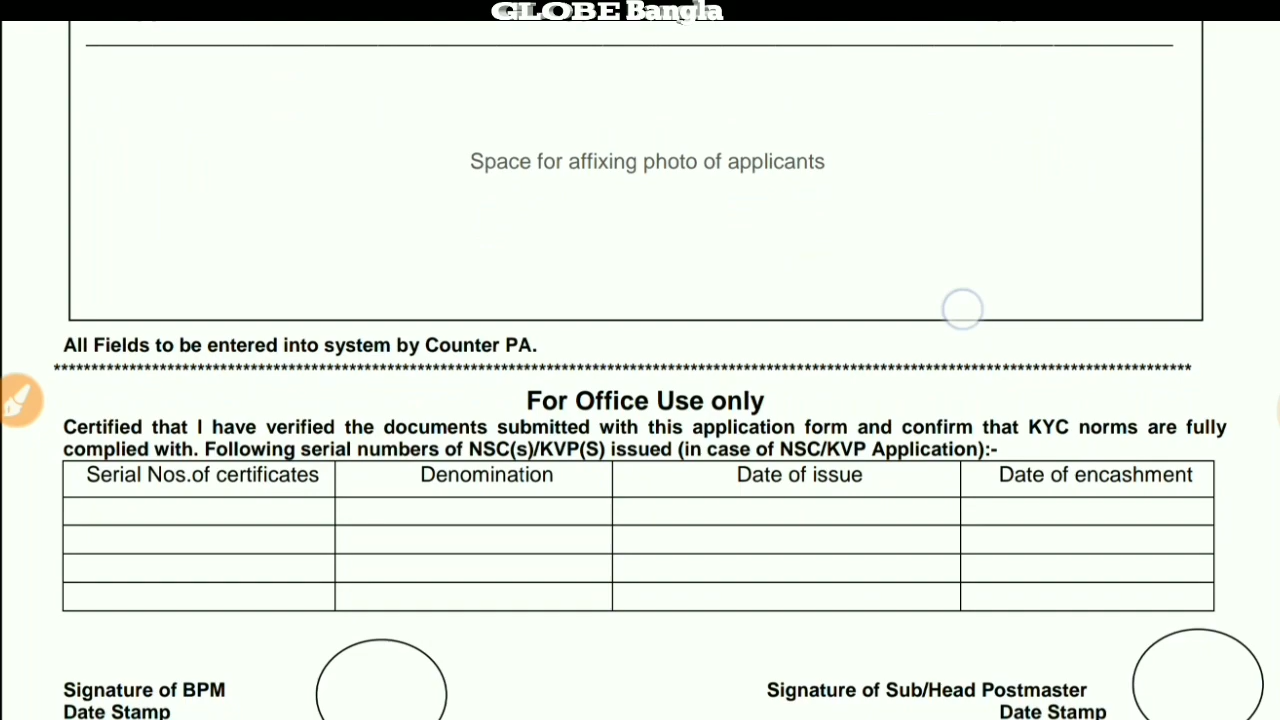 GLOBE Bangla
Space for affixing photo of applicants
All Fields to be entered into system by Counter PA.
************************************************************************************************************************************************
For Office Use only
Certified that I have verified the documents submitted with this application form and confirm that KYC norms are fully
complied with. Following serial numbers of NSC(s)/KVP(S) issued (in case of NSC/KVP Application):-
Serial Nos.of certificates Denomination Date of issue Date of encashment
Signature of BPM Signature of Sub/Head Postmaster
Date Stamp Date Stamp